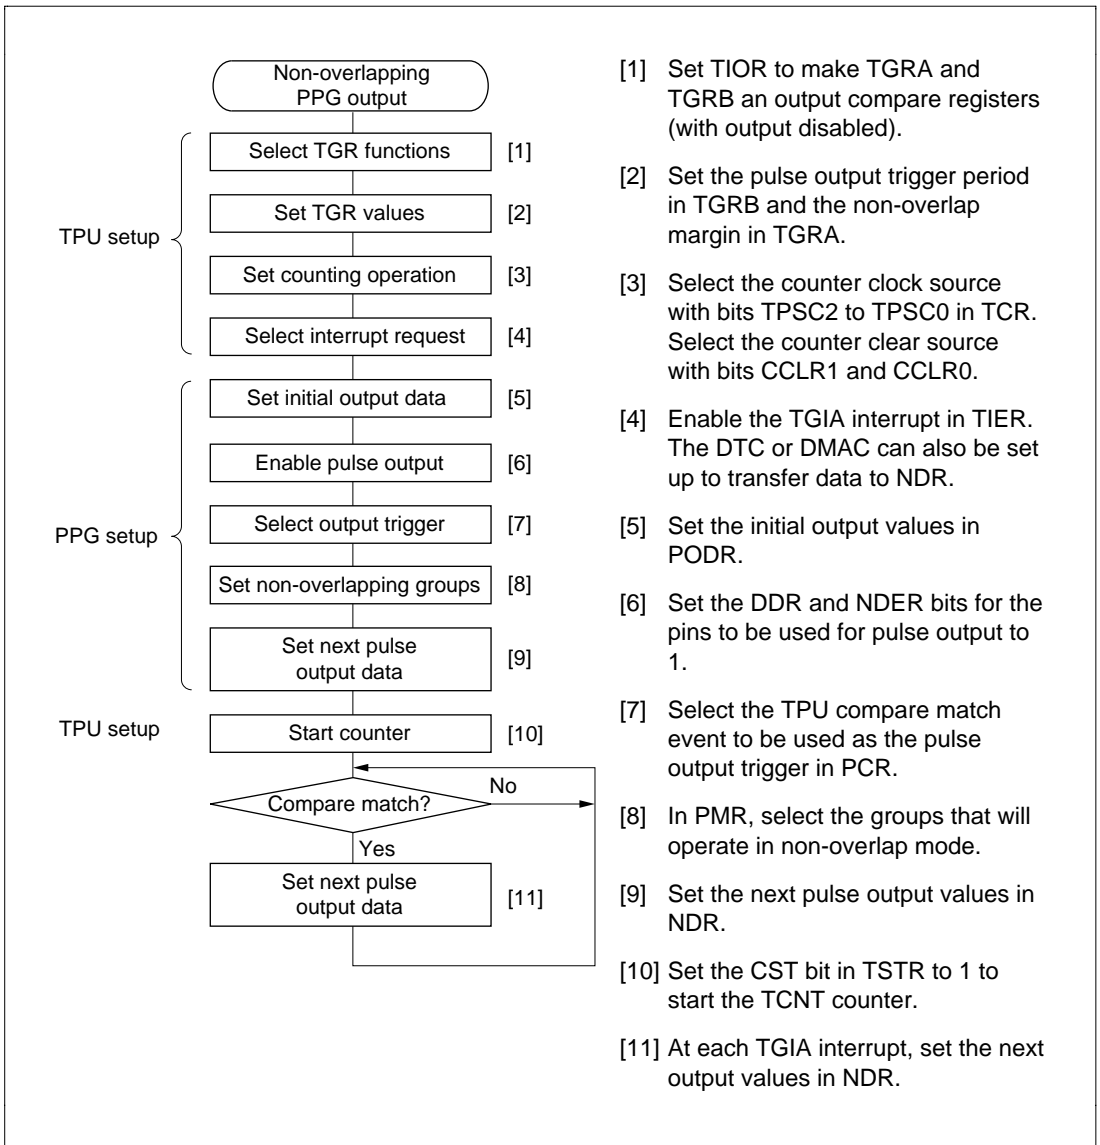 Non-overlapping
PPG output
TPU setup
Select TGR functions [1]
Set TGR values [2]
Set counting operation [3]
Select interrupt request [4]
PPG setup
Set initial output data [5]
Enable pulse output [6]
Select output trigger [7]
Set non-overlapping groups [8]
Set next pulse
output data [9]
TPU setup
Start counter [10]
Compare match?
No
Yes
Set next pulse
output data [11]
[1] Set TIOR to make TGRA and
TGRB an output compare registers
(with output disabled).
[2] Set the pulse output trigger period
in TGRB and the non-overlap
margin in TGRA.
[3] Select the counter clock source
with bits TPSC2 to TPSC0 in TCR.
Select the counter clear source
with bits CCLR1 and CCLR0.
[4] Enable the TGIA interrupt in TIER.
The DTC or DMAC can also be set
up to transfer data to NDR.
[5] Set the initial output values in
PODR.
[6] Set the DDR and NDER bits for the
pins to be used for pulse output to
1.
[7] Select the TPU compare match
event to be used as the pulse
output trigger in PCR.
[8] In PMR, select the groups that will
operate in non-overlap mode.
[9] Set the next pulse output values in
NDR.
[10] Set the CST bit in TSTR to 1 to
start the TCNT counter.
[11] At each TGIA interrupt, set the next
output values in NDR.